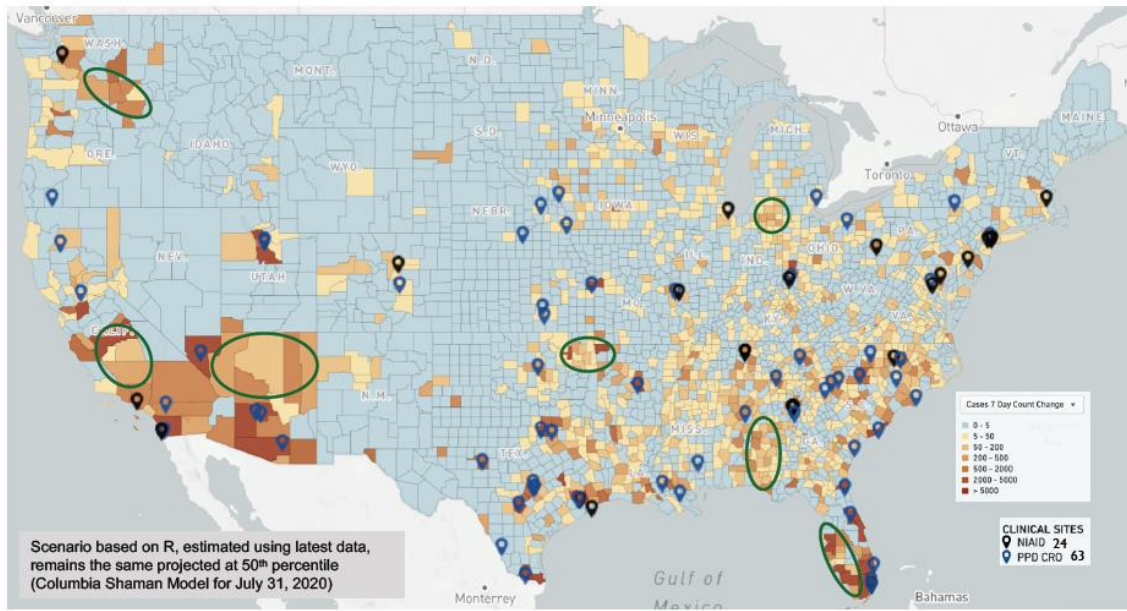 Vancouver
WASH.
MONT.
N.D.
MINN.
Minneapolis
Ottawa
MAINE
ORE.
IDAHO
S.D.
WIS.
MICH.
Toronto
VT.
WYO.
NEBR.
IOWA
NEV.
UTAH
ILL.
IND.
OHIO
PA.
CALIF.
MO.
W.VA.
KY.
VA.
N.M.
MISS.
S.C.
GA.
TEX.
LA.
Cases 7 Day Count Change
0 - 5
5 - 50
50 - 200
200 - 500
500 - 2000
2000 - 5000
> 5000
CLINICAL SITES
NIAID 24
PPD CRO 63
Scenario based on R, estimated using latest data,
remains the same projected at 50th percentile
(Columbia Shaman Model for July 31, 2020)
Monterrey
Gulf of
Mexico
Bahamas